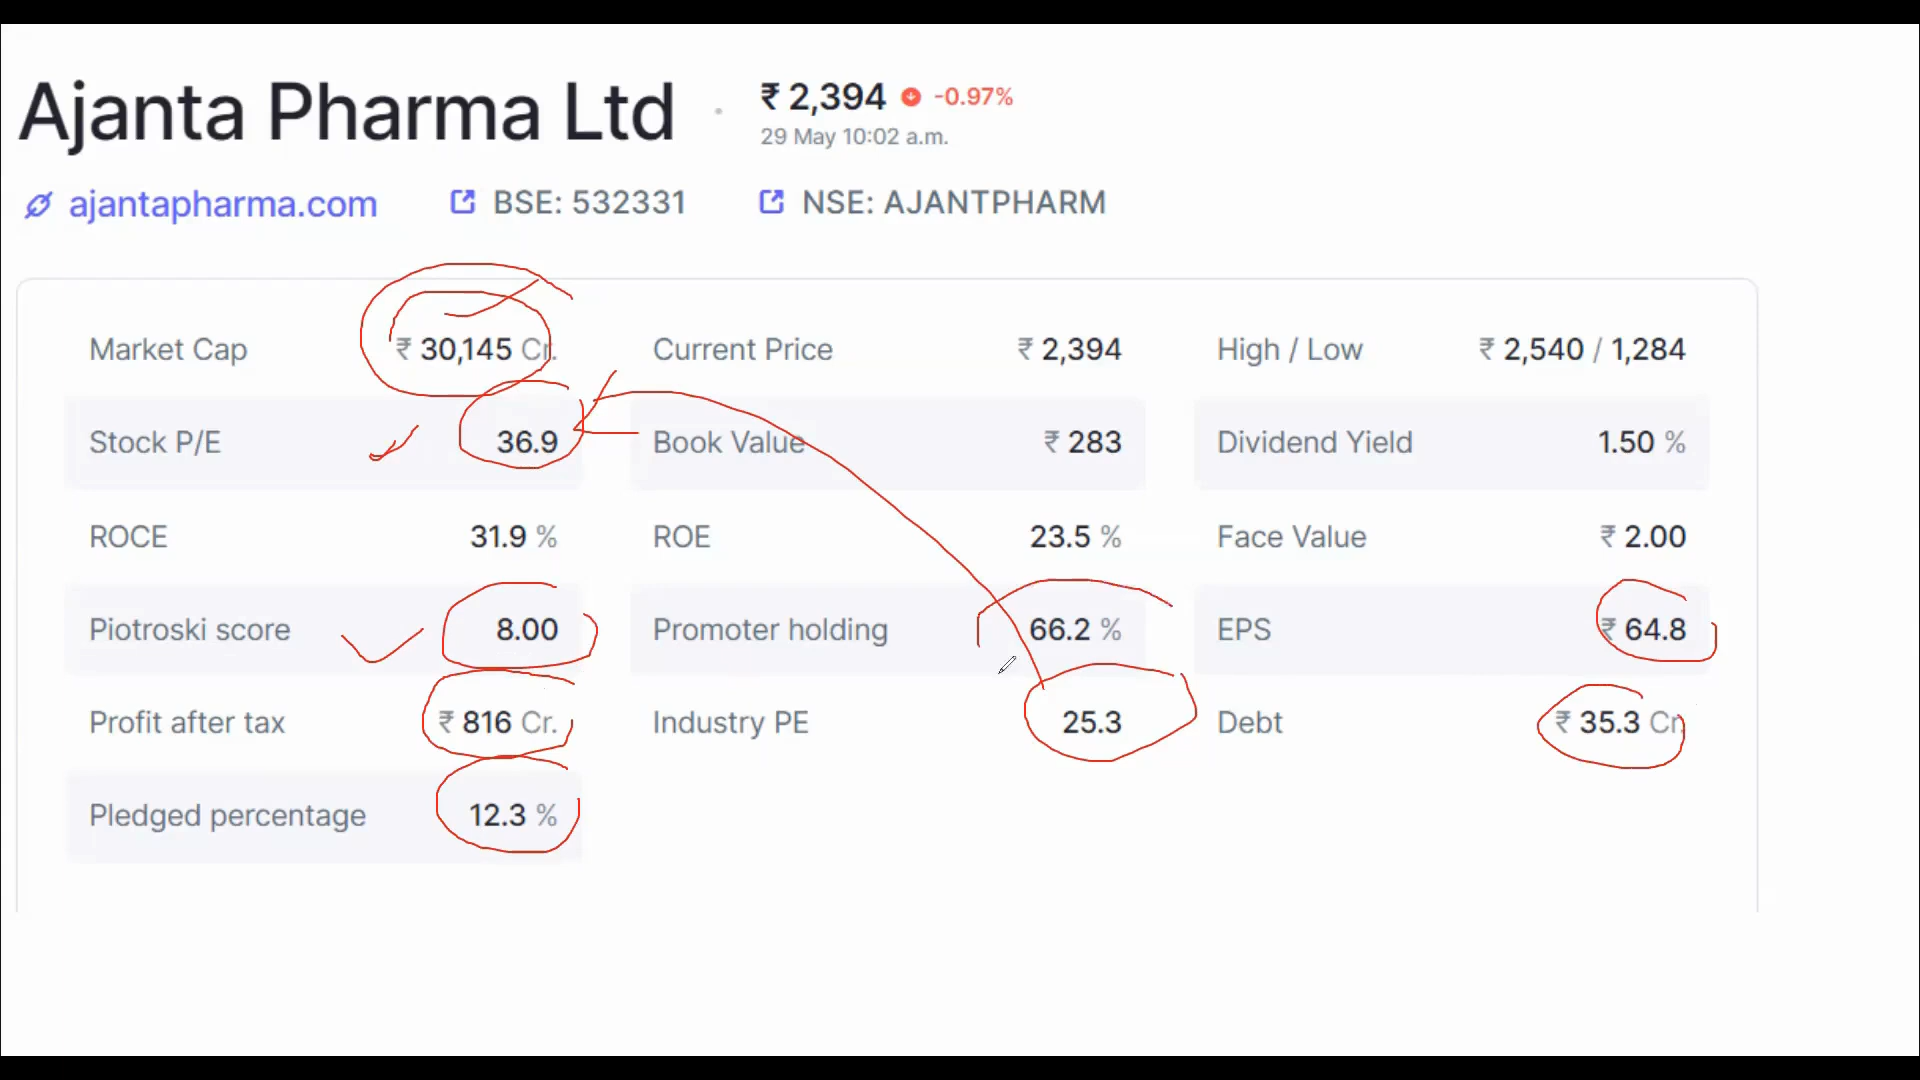 Ajanta Pharma Ltd
₹ 2,394 -0.97%
29 May 10:02 a.m.
ajantapharma.com BSE: 532331 NSE: AJANTPHARM
Market Cap ₹ 30,145 Cr. Current Price ₹ 2,394 High / Low ₹ 2,540 / 1,284
Stock P/E 36.9 Book Value ₹ 283 Dividend Yield 1.50 %
ROCE 31.9 % ROE 23.5 % Face Value ₹ 2.00
Piotroski score 8.00 Promoter holding 66.2 % EPS ₹ 64.8
Profit after tax ₹ 816 Cr. Industry PE 25.3 Debt ₹ 35.3 Cr.
Pledged percentage 12.3 %